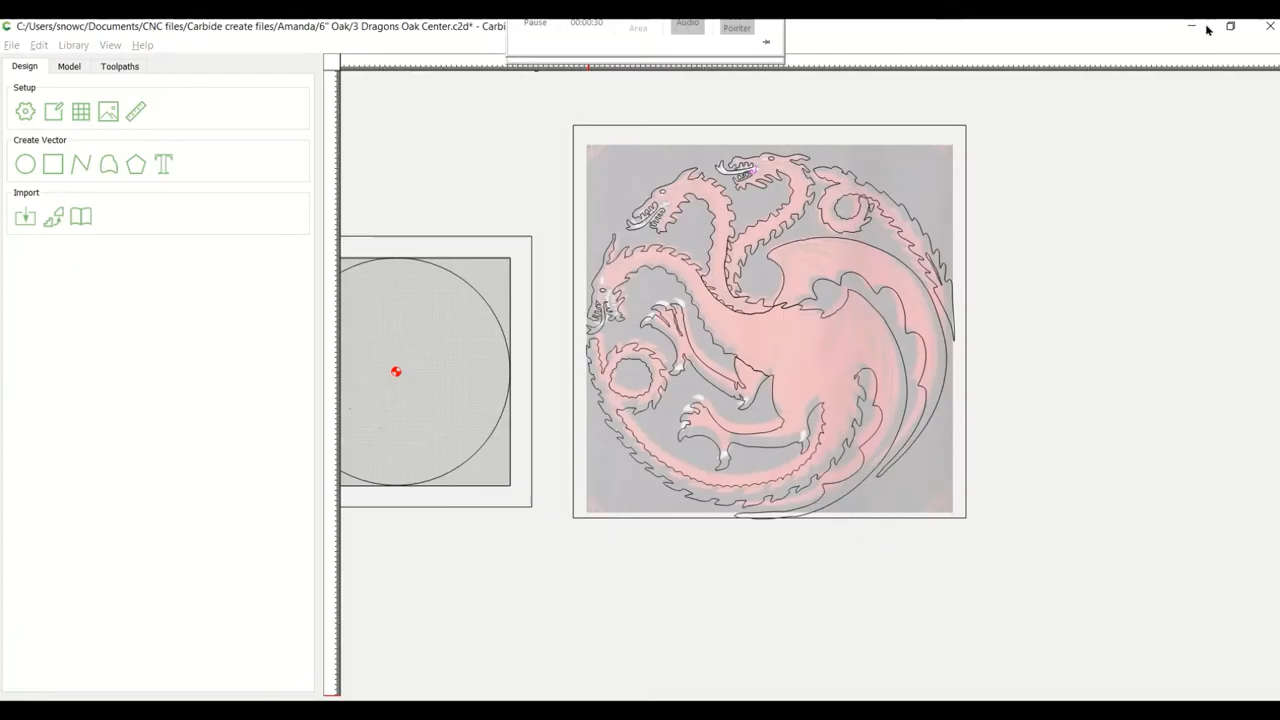 C:/Users/snowc/Documents/CNC files/Carbide create files/Amanda/6" Oak/3 Dragons Oak Center.c2d* - Carbi
Pause 00:00:30 Area Audio Pointer
File Edit Library View Help
Design Model Toolpaths
Setup
Create Vector
Import